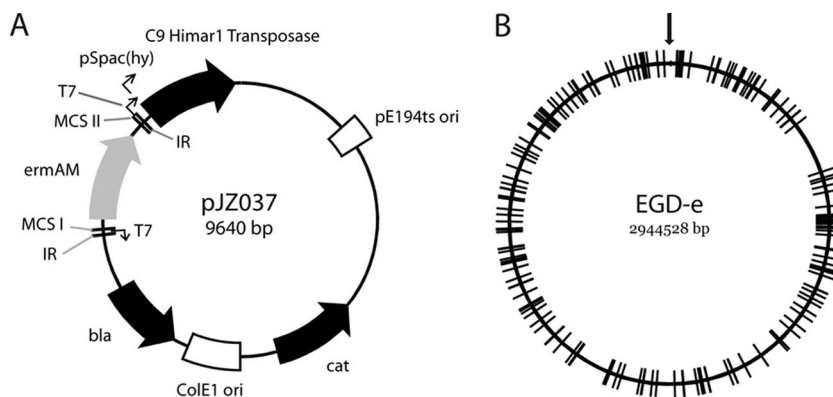 A
C9 Himar1 Transposase
pSpac(hy)
T7
MCS II
IR
pE194ts ori
ermAM
pJZ037
9640 bp
MCS I
T7
IR
bla
ColE1 ori
cat
B
EGD-e
2944528 bp